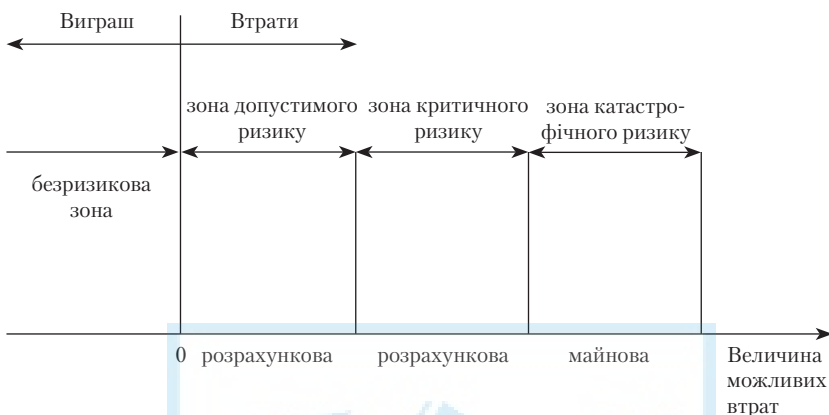 Виграш
Втрати
зона допустимого
ризику
зона критичного
ризику
зона катастро-
фічного ризику
безризикова
зона
0
розрахункова
розрахункова
майнова
Величина
можливих
втрат